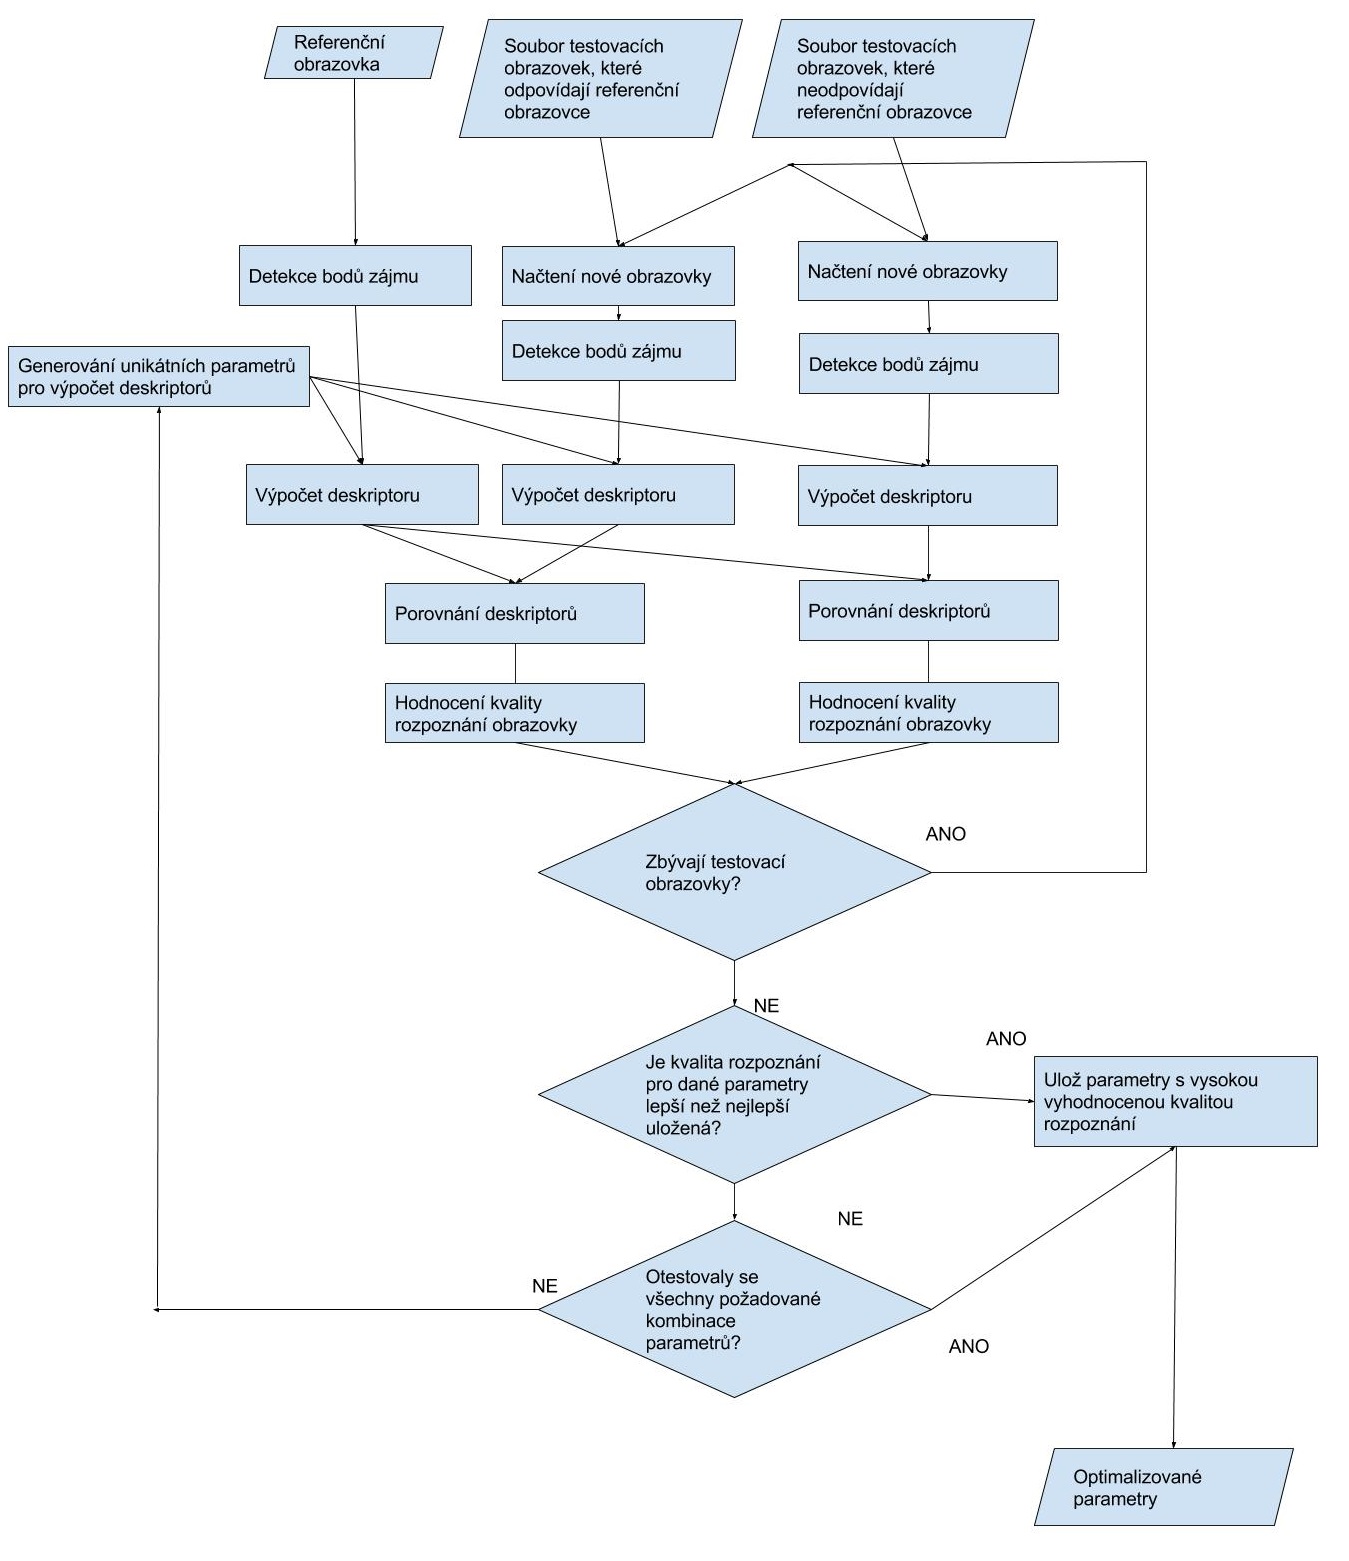 Referenční
obrazovka
Soubor testovacích
obrazovek, které
odpovídají referenční
obrazovce
Soubor testovacích
obrazovek, které
neodpovídají
referenční obrazovce
Detekce bodů zájmu
Načtení nové obrazovky
Načtení nové obrazovky
Detekce bodů zájmu
Detekce bodů zájmu
Generování unikátních parametrů
pro výpočet deskriptorů
Výpočet deskriptoru
Výpočet deskriptoru
Výpočet deskriptoru
Porovnání deskriptorů
Porovnání deskriptorů
Hodnocení kvality
rozpoznání obrazovky
Hodnocení kvality
rozpoznání obrazovky
Zbývají testovací
obrazovky?
ANO
NE
Je kvalita rozpoznání
pro dané parametry
lepší než nejlepší
uložená?
ANO
Ulož parametry s vysokou
vyhodnocenou kvalitou
rozpoznání
NE
Otestovaly se
všechny požadované
kombinace
parametrů?
NE
ANO
Optimalizované
parametry